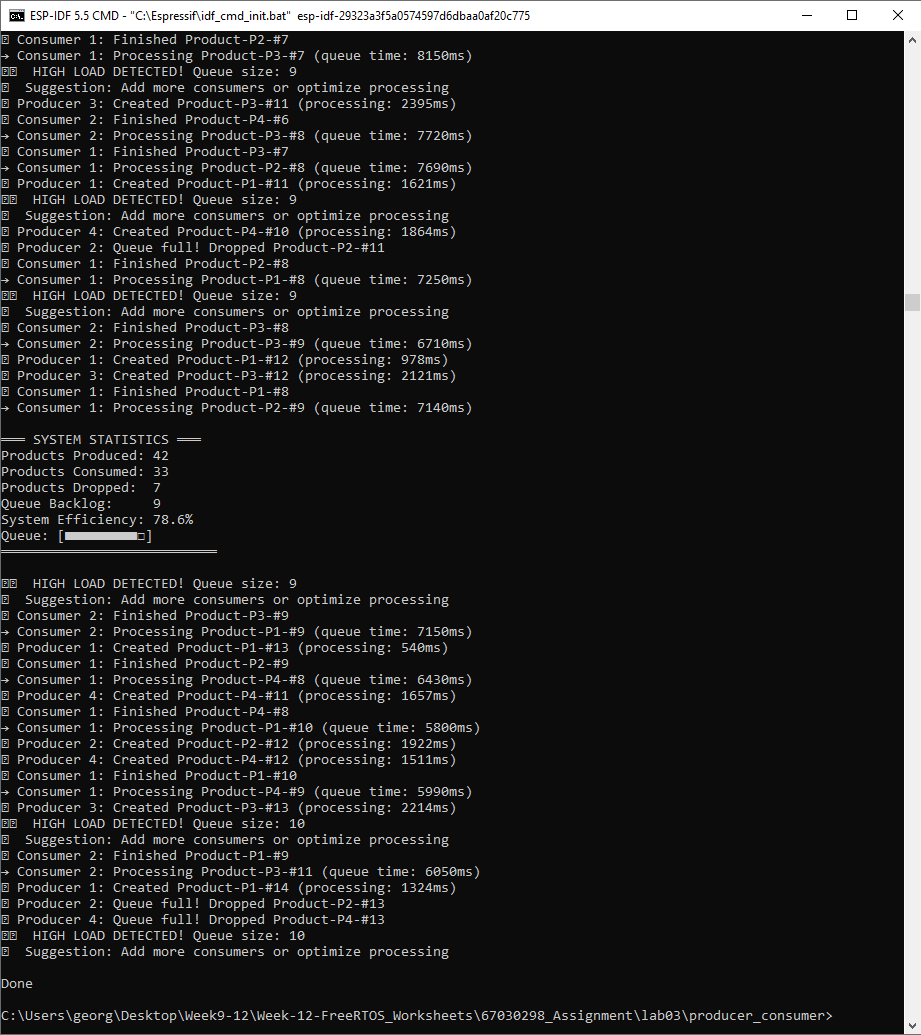 ESP-IDF 5.5 CMD - "C:\Espressif\idf_cmd_init.bat" esp-idf-29323a3f5a0574597d6dbaa0af20c775
Consumer 1: Finished Product-P2-#7
→ Consumer 1: Processing Product-P3-#7 (queue time: 8150ms)
HIGH LOAD DETECTED! Queue size: 9
Suggestion: Add more consumers or optimize processing
Producer 3: Created Product-P3-#11 (processing: 2395ms)
Consumer 2: Finished Product-P4-#6
→ Consumer 2: Processing Product-P3-#8 (queue time: 7720ms)
Consumer 1: Finished Product-P3-#7
→ Consumer 1: Processing Product-P2-#8 (queue time: 7690ms)
Producer 1: Created Product-P1-#11 (processing: 1621ms)
HIGH LOAD DETECTED! Queue size: 9
Suggestion: Add more consumers or optimize processing
Producer 4: Created Product-P4-#10 (processing: 1864ms)
Producer 2: Queue full! Dropped Product-P2-#11
Consumer 1: Finished Product-P2-#8
→ Consumer 1: Processing Product-P1-#8 (queue time: 7250ms)
HIGH LOAD DETECTED! Queue size: 9
Suggestion: Add more consumers or optimize processing
Consumer 2: Finished Product-P3-#8
→ Consumer 2: Processing Product-P3-#9 (queue time: 6710ms)
Producer 1: Created Product-P1-#12 (processing: 978ms)
Producer 3: Created Product-P3-#12 (processing: 2121ms)
Consumer 1: Finished Product-P1-#8
→ Consumer 1: Processing Product-P2-#9 (queue time: 7140ms)
═══ SYSTEM STATISTICS ═══
Products Produced: 42
Products Consumed: 33
Products Dropped: 7
Queue Backlog: 9
System Efficiency: 78.6%
Queue: [■■■■■■■■■□]
═══════════════════════════
HIGH LOAD DETECTED! Queue size: 9
Suggestion: Add more consumers or optimize processing
Consumer 2: Finished Product-P3-#9
→ Consumer 2: Processing Product-P1-#9 (queue time: 7150ms)
Producer 1: Created Product-P1-#13 (processing: 540ms)
Consumer 1: Finished Product-P2-#9
→ Consumer 1: Processing Product-P4-#8 (queue time: 6430ms)
Producer 4: Created Product-P4-#11 (processing: 1657ms)
Consumer 1: Finished Product-P4-#8
→ Consumer 1: Processing Product-P1-#10 (queue time: 5800ms)
Producer 2: Created Product-P2-#12 (processing: 1922ms)
Producer 4: Created Product-P4-#12 (processing: 1511ms)
Consumer 1: Finished Product-P1-#10
→ Consumer 1: Processing Product-P4-#9 (queue time: 5990ms)
Producer 3: Created Product-P3-#13 (processing: 2214ms)
HIGH LOAD DETECTED! Queue size: 10
Suggestion: Add more consumers or optimize processing
Consumer 2: Finished Product-P1-#9
→ Consumer 2: Processing Product-P3-#11 (queue time: 6050ms)
Producer 1: Created Product-P1-#14 (processing: 1324ms)
Producer 2: Queue full! Dropped Product-P2-#13
Producer 4: Queue full! Dropped Product-P4-#13
HIGH LOAD DETECTED! Queue size: 10
Suggestion: Add more consumers or optimize processing
Done
C:\Users\georg\Desktop\Week9-12\Week-12-FreeRTOS_Worksheets\67030298_Assignment\lab03\producer_consumer>